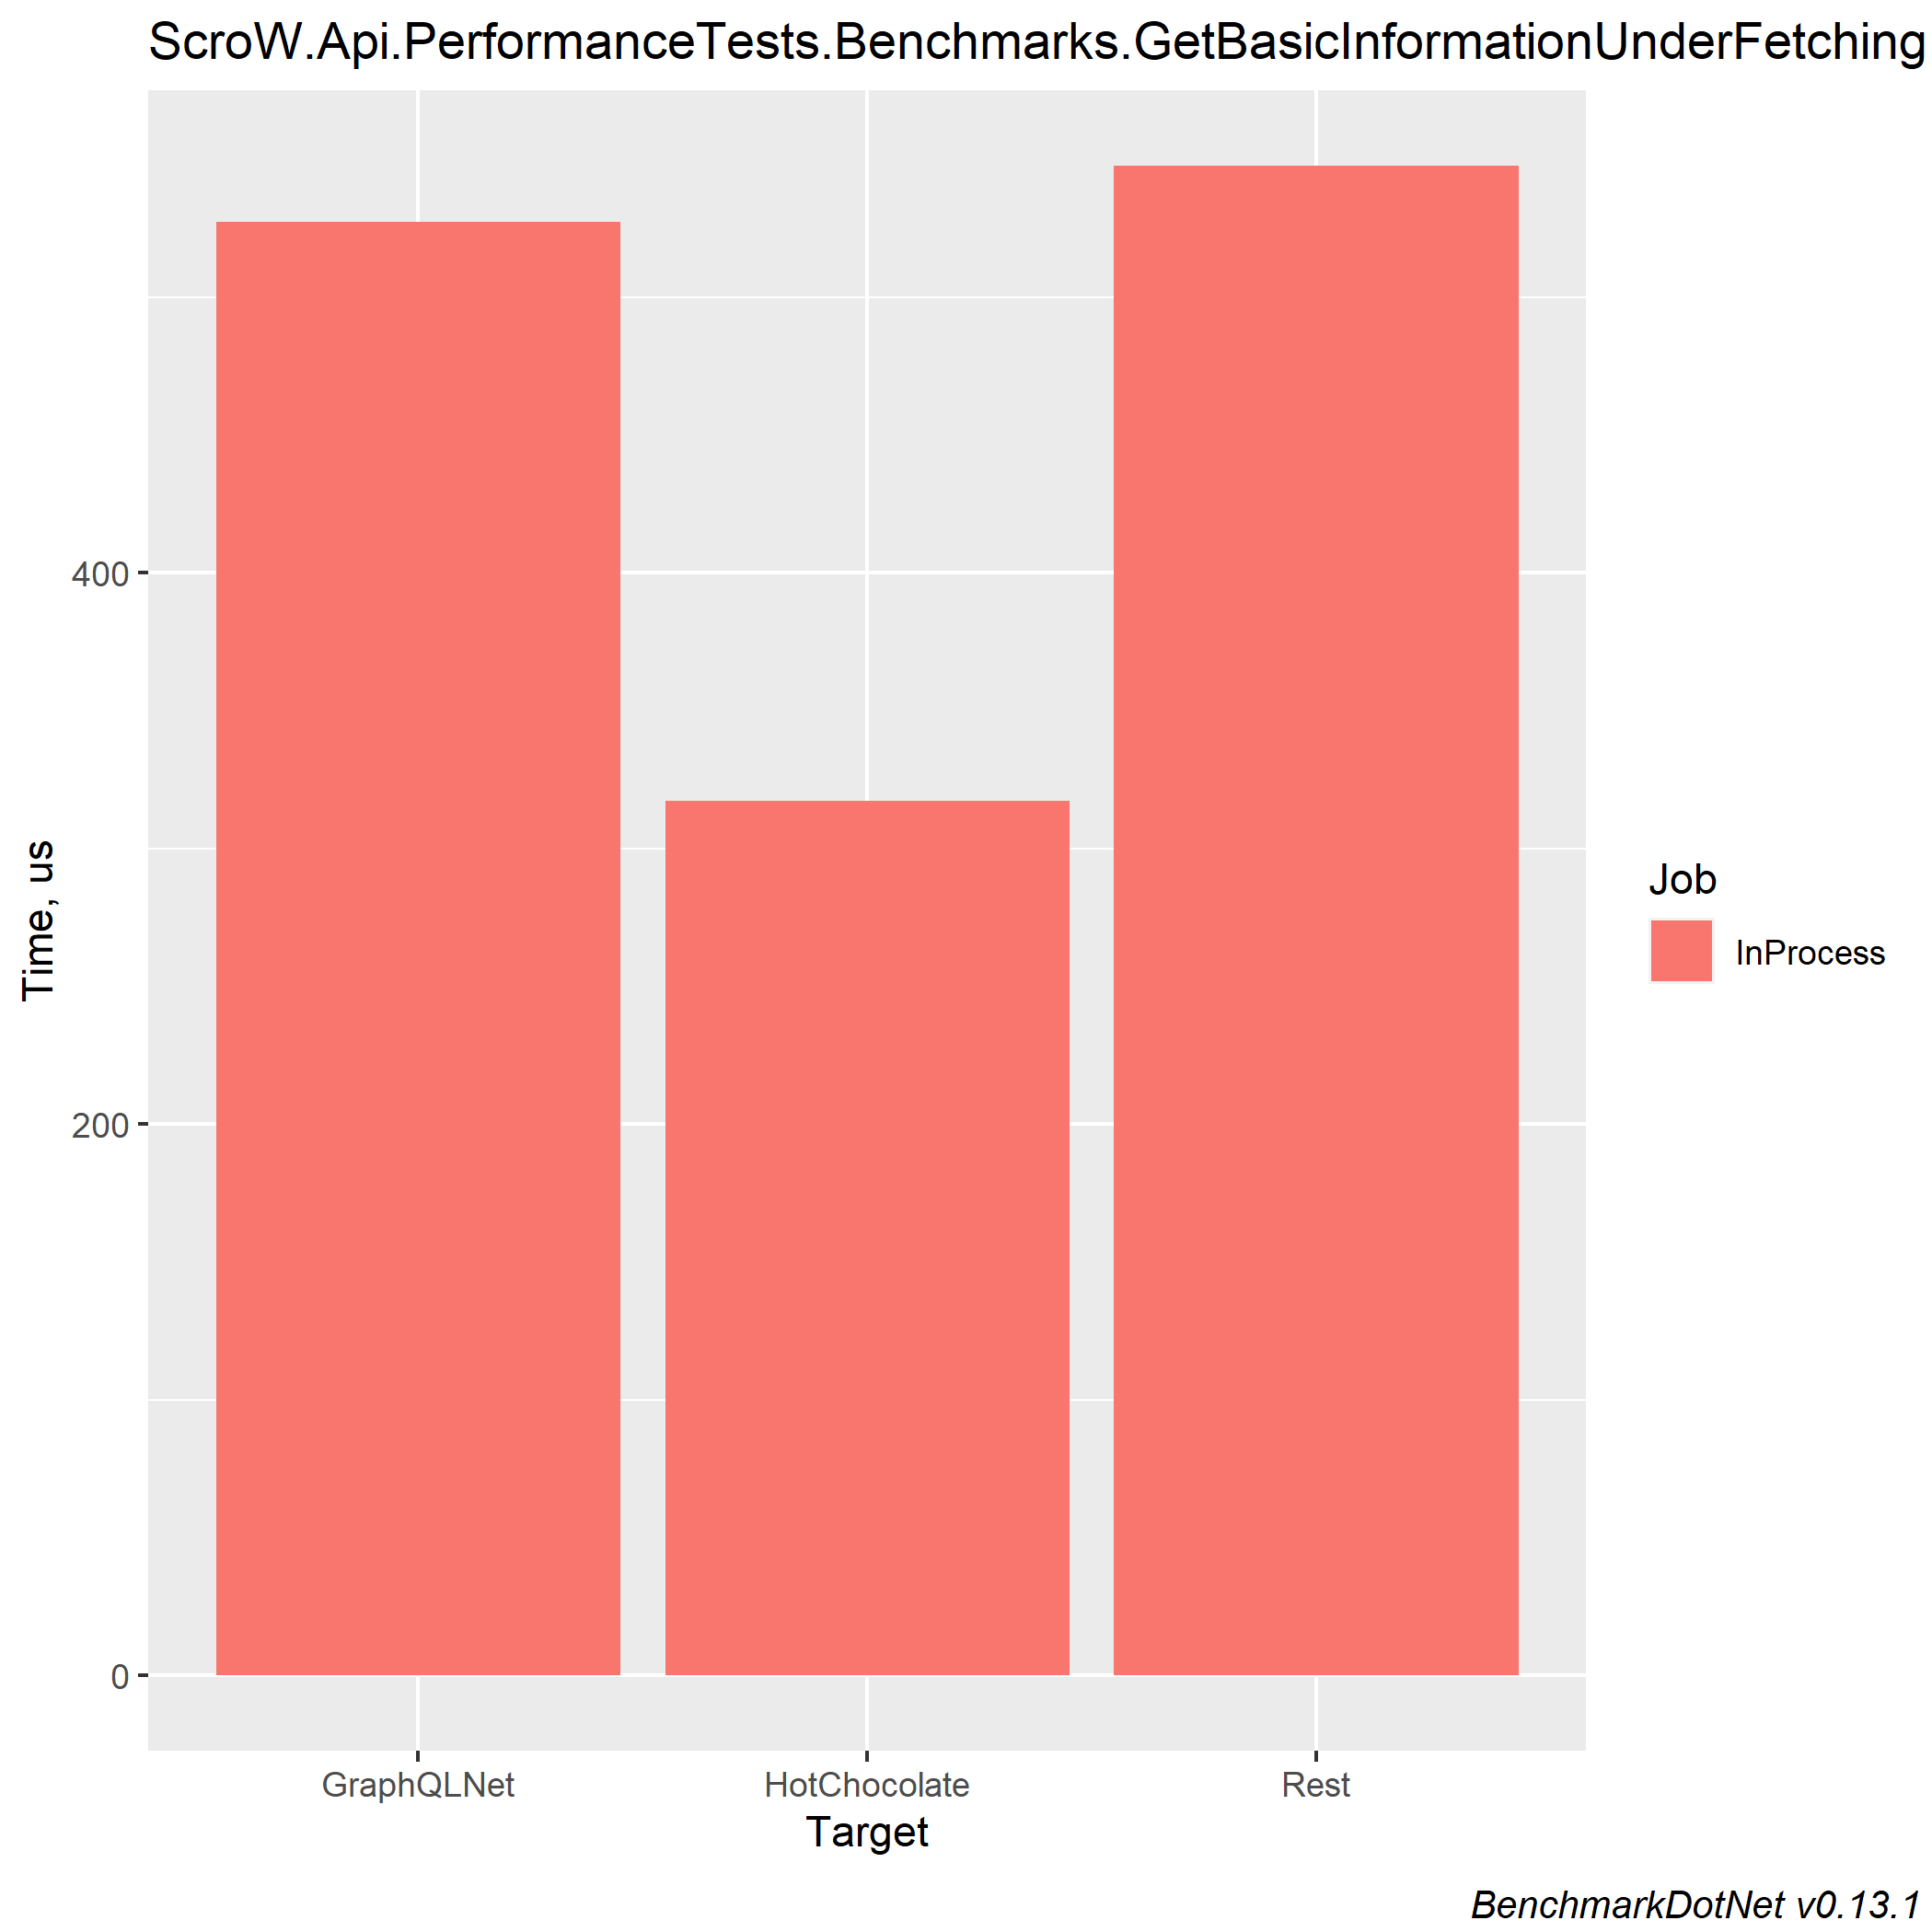 ScroW.Api.PerformanceTests.Benchmarks.GetBasicInformationUnderFetching
Time, us
400
200
0
GraphQLNet HotChocolate Rest
Target
Job
InProcess
BenchmarkDotNet v0.13.1